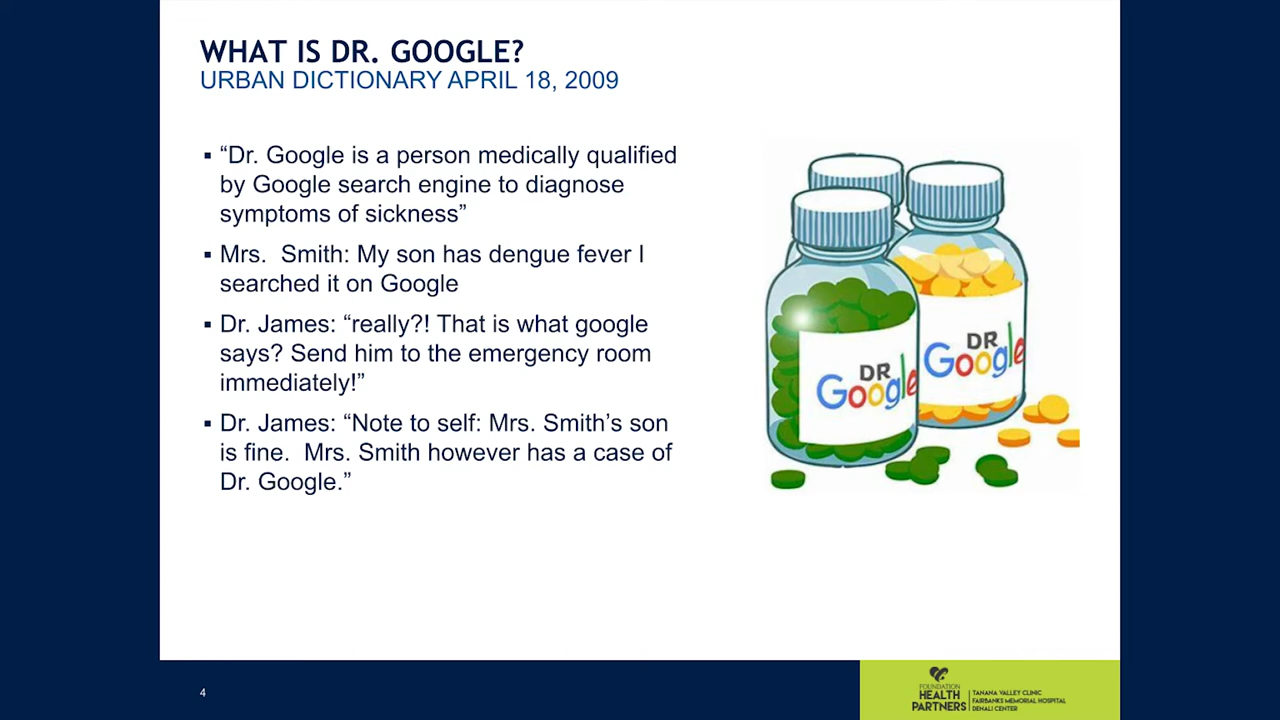 WHAT IS DR. GOOGLE?
URBAN DICTIONARY APRIL 18, 2009
▪ “Dr. Google is a person medically qualified
by Google search engine to diagnose
symptoms of sickness”
▪ Mrs.  Smith: My son has dengue fever I
searched it on Google
▪ Dr. James: “really?! That is what google
says? Send him to the emergency room
immediately!”
▪ Dr. James: “Note to self: Mrs. Smith’s son
is fine.  Mrs. Smith however has a case of
Dr. Google.”
DR
Google
DR
Google
4
FOUNDATION
HEALTH
PARTNERS
TANANA VALLEY CLINIC
FAIRBANKS MEMORIAL HOSPITAL
DENALI CENTER